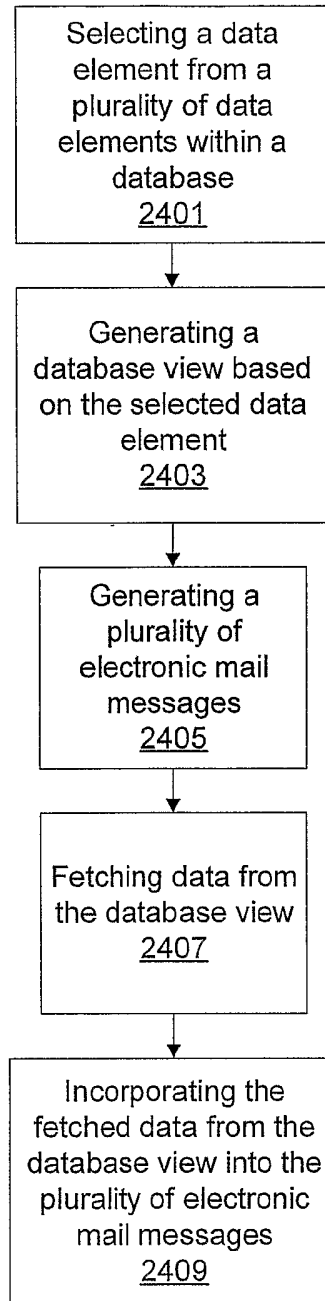 Selecting a data
element from a
plurality of data
elements within a
database
2401
Generating a
database view based
on the selected data
element
2403
Generating a
plurality of
electronic mail
messages
2405
Fetching data from
the database view
2407
Incorporating the
fetched data from the
database view into the
plurality of electronic
mail messages
2409